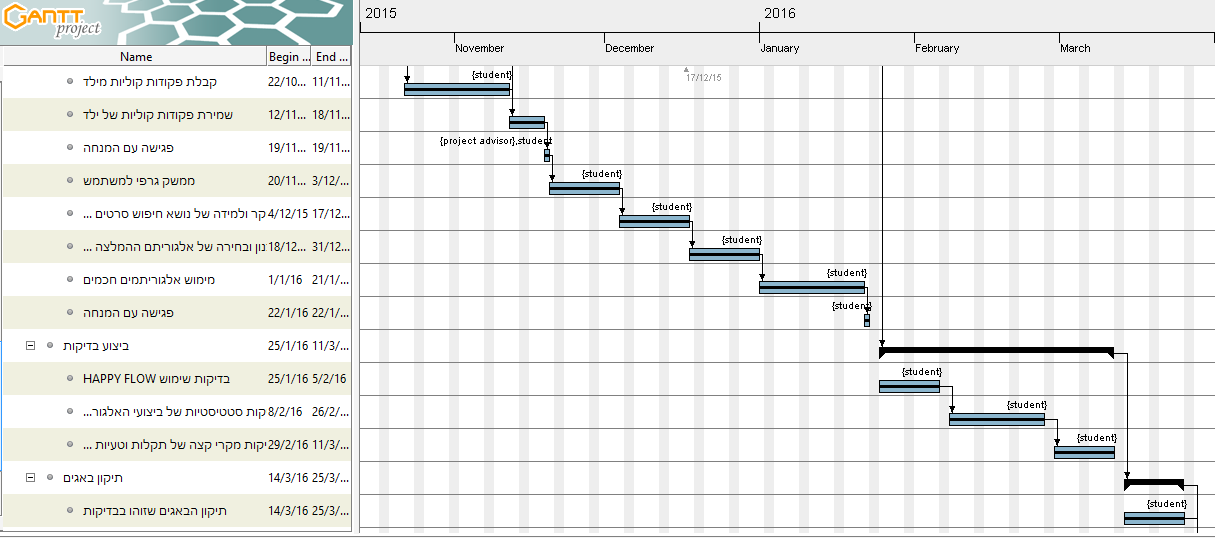 GANTT
project
2015 2016
November December January February March
Name Begin ... End ...
קבלת פקודות קוליות מילד 22/10... 11/11...
{student}
17/12/15
שמירת פקודות קוליות של ילד 12/11... 18/11...
פגישה עם המנחה 19/11... 19/11...
{project advisor},student
ממשק גרפי למשתמש 20/11... 3/12/...
{student}
קר ולמידה של נושא חיפוש סרטים ... 4/12/15 17/12...
{student}
נון ובחירה של אלגוריתם ההמלצה ... 18/12... 31/12...
{student}
מימוש אלגוריתמים חכמים 1/1/16 21/1/...
{student}
פגישה עם המנחה 22/1/16 22/1/...
{student}
ביצוע בדיקות 25/1/16 11/3/...
בדיקות שימוש HAPPY FLOW 25/1/16 5/2/16
{student}
קות סטטיסטיות של ביצועי האלגור... 8/2/16 26/2/...
{student}
יקות מקרי קצה של תקלות וטעיות ... 29/2/16 11/3/...
{student}
תיקון באגים 14/3/16 25/3/...
תיקון הבאגים שזוהו בבדיקות 14/3/16 25/3/...
{student}